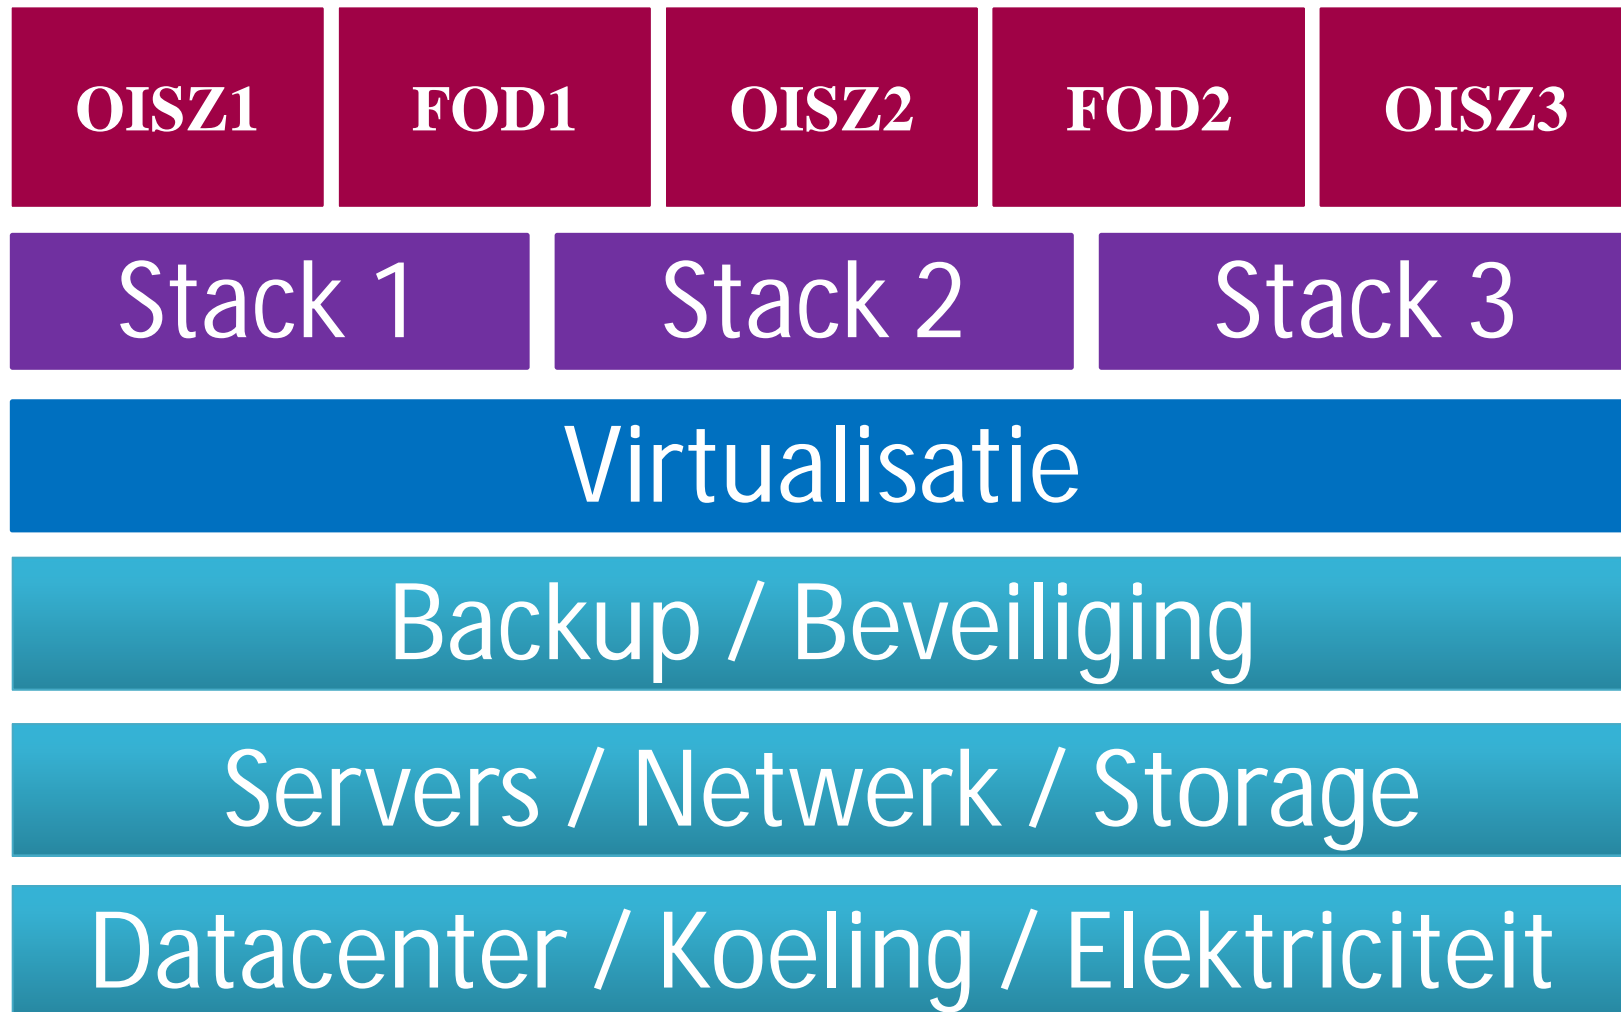 OISZ1 FOD1 OISZ2 FOD2 OISZ3
Stack 1 Stack 2 Stack 3
Virtualisatie
Backup / Beveiliging
Servers / Netwerk / Storage
Datacenter / Koeling / Elektriciteit